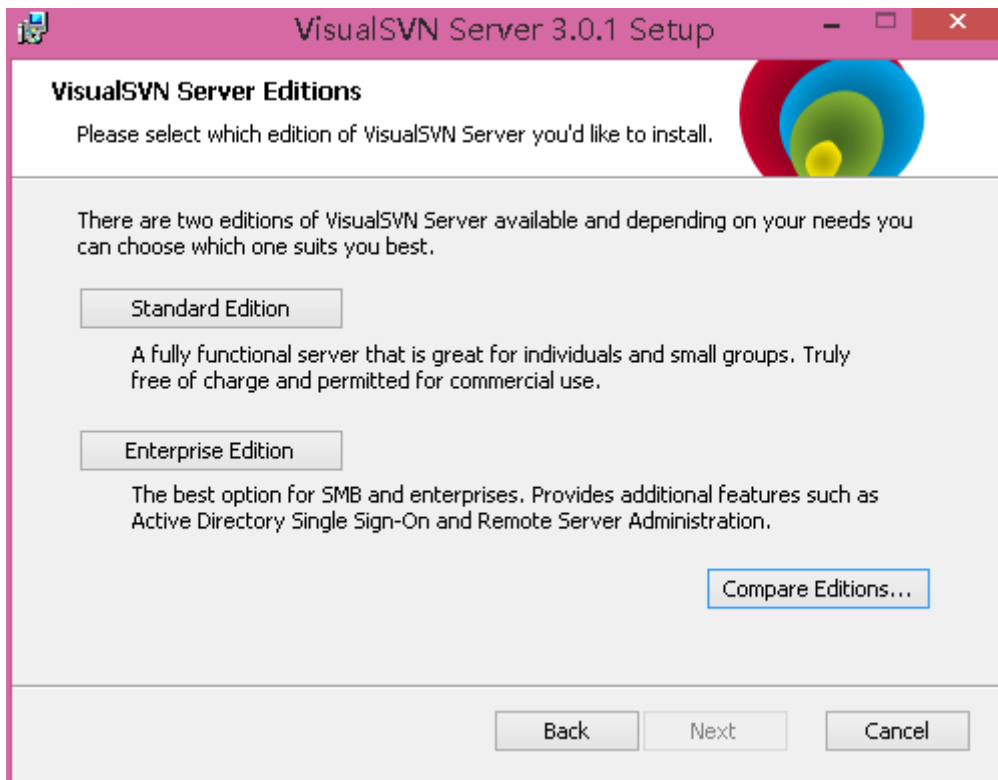 VisualSVN Server 3.0.1 Setup
VisualSVN Server Editions
Please select which edition of VisualSVN Server you'd like to install.
There are two editions of VisualSVN Server available and depending on your needs you
can choose which one suits you best.
Standard Edition
A fully functional server that is great for individuals and small groups. Truly
free of charge and permitted for commercial use.
Enterprise Edition
The best option for SMB and enterprises. Provides additional features such as
Active Directory Single Sign-On and Remote Server Administration.
Compare Editions...
Back Next Cancel